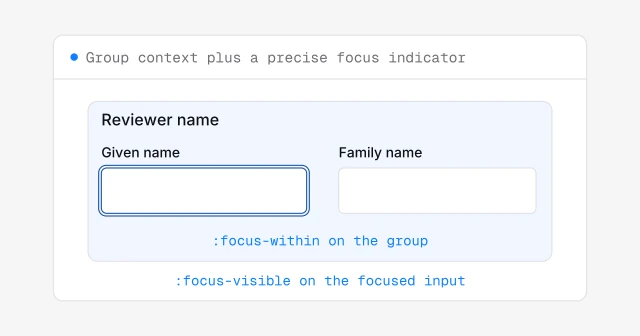 Group context plus a precise focus indicator
Reviewer name
Given name
Family name
:focus-within on the group
:focus-visible on the focused input